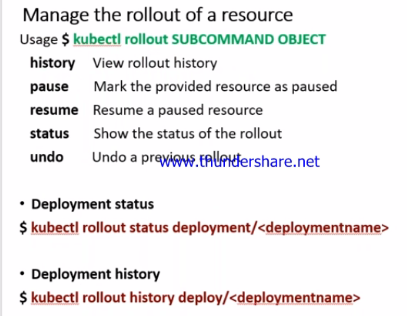 Manage the rollout of a resource
Usage $ kubectl rollout SUBCOMMAND OBJECT
history View rollout history
pause Mark the provided resource as paused
resume Resume a paused resource
status Show the status of the rollout
undo Undo a previous rollout
www.thundershare.net
• Deployment status
$ kubectl rollout status deployment/<deploymentname>
• Deployment history
$ kubectl rollout history deploy/<deploymentname>